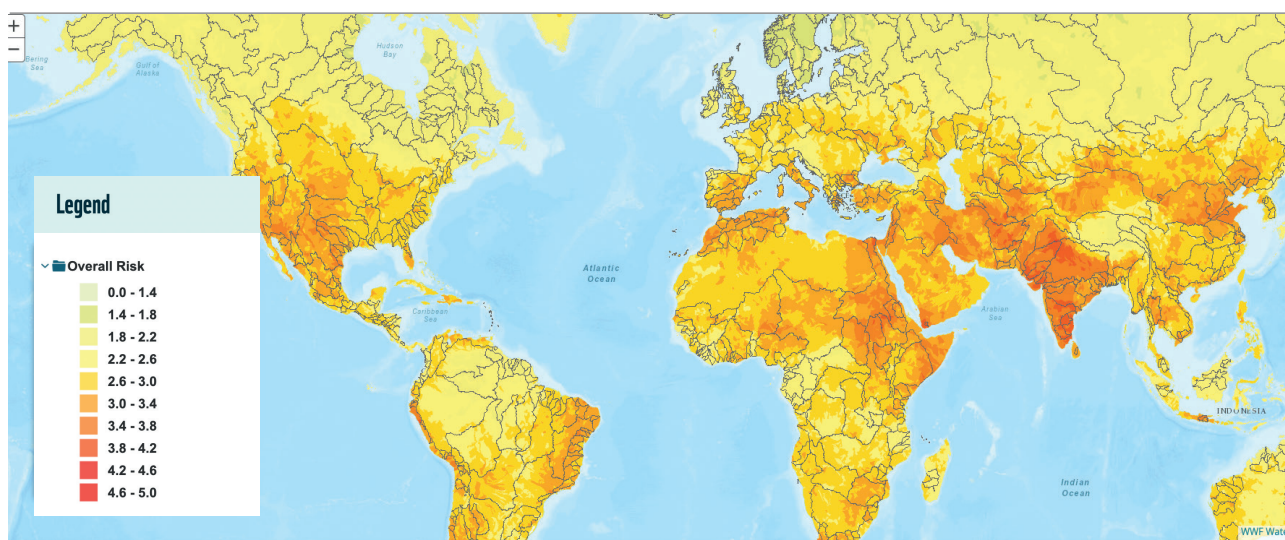 +
−
Bering
Sea
Gulf of
Alaska
Hudson
Bay
Legend
Overall Risk
0.0 - 1.4
1.4 - 1.8
1.8 - 2.2
2.2 - 2.6
2.6 - 3.0
3.0 - 3.4
3.4 - 3.8
3.8 - 4.2
4.2 - 4.6
4.6 - 5.0
Atlantic
Ocean
Caribbean
Sea
Arabian
Sea
INDONESIA
Indian
Ocean
WWF Wate